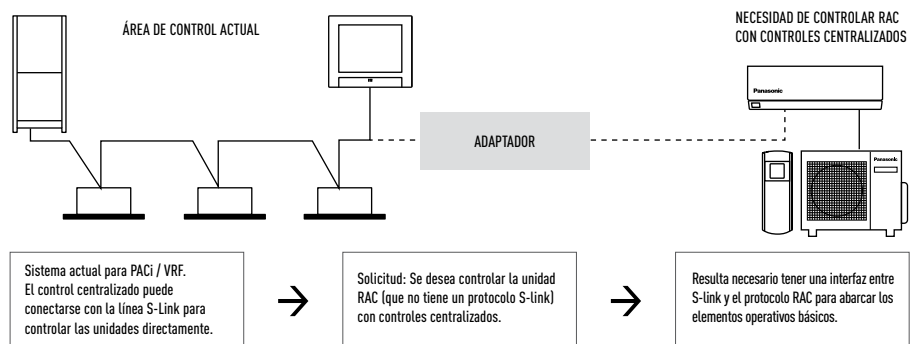 ÁREA DE CONTROL ACTUAL
NECESIDAD DE CONTROLAR RAC
CON CONTROLES CENTRALIZADOS
Panasonic
ADAPTADOR
Panasonic
Sistema actual para PACi / VRF.
El control centralizado puede
conectarse con la línea S-Link para
controlar las unidades directamente.
Solicitud: Se desea controlar la unidad
RAC (que no tiene un protocolo S-link)
con controles centralizados.
Resulta necesario tener una interfaz entre
S-link y el protocolo RAC para abarcar los
elementos operativos básicos.